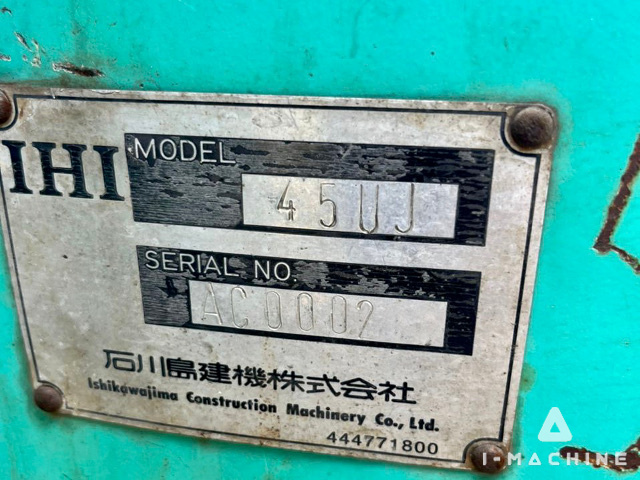 IHI
MODEL
45UJ
SERIAL NO.
AC0002
石川島建機株式会社
Ishikawajima Construction Machinery Co., Ltd.
444771800
I-MACHINE